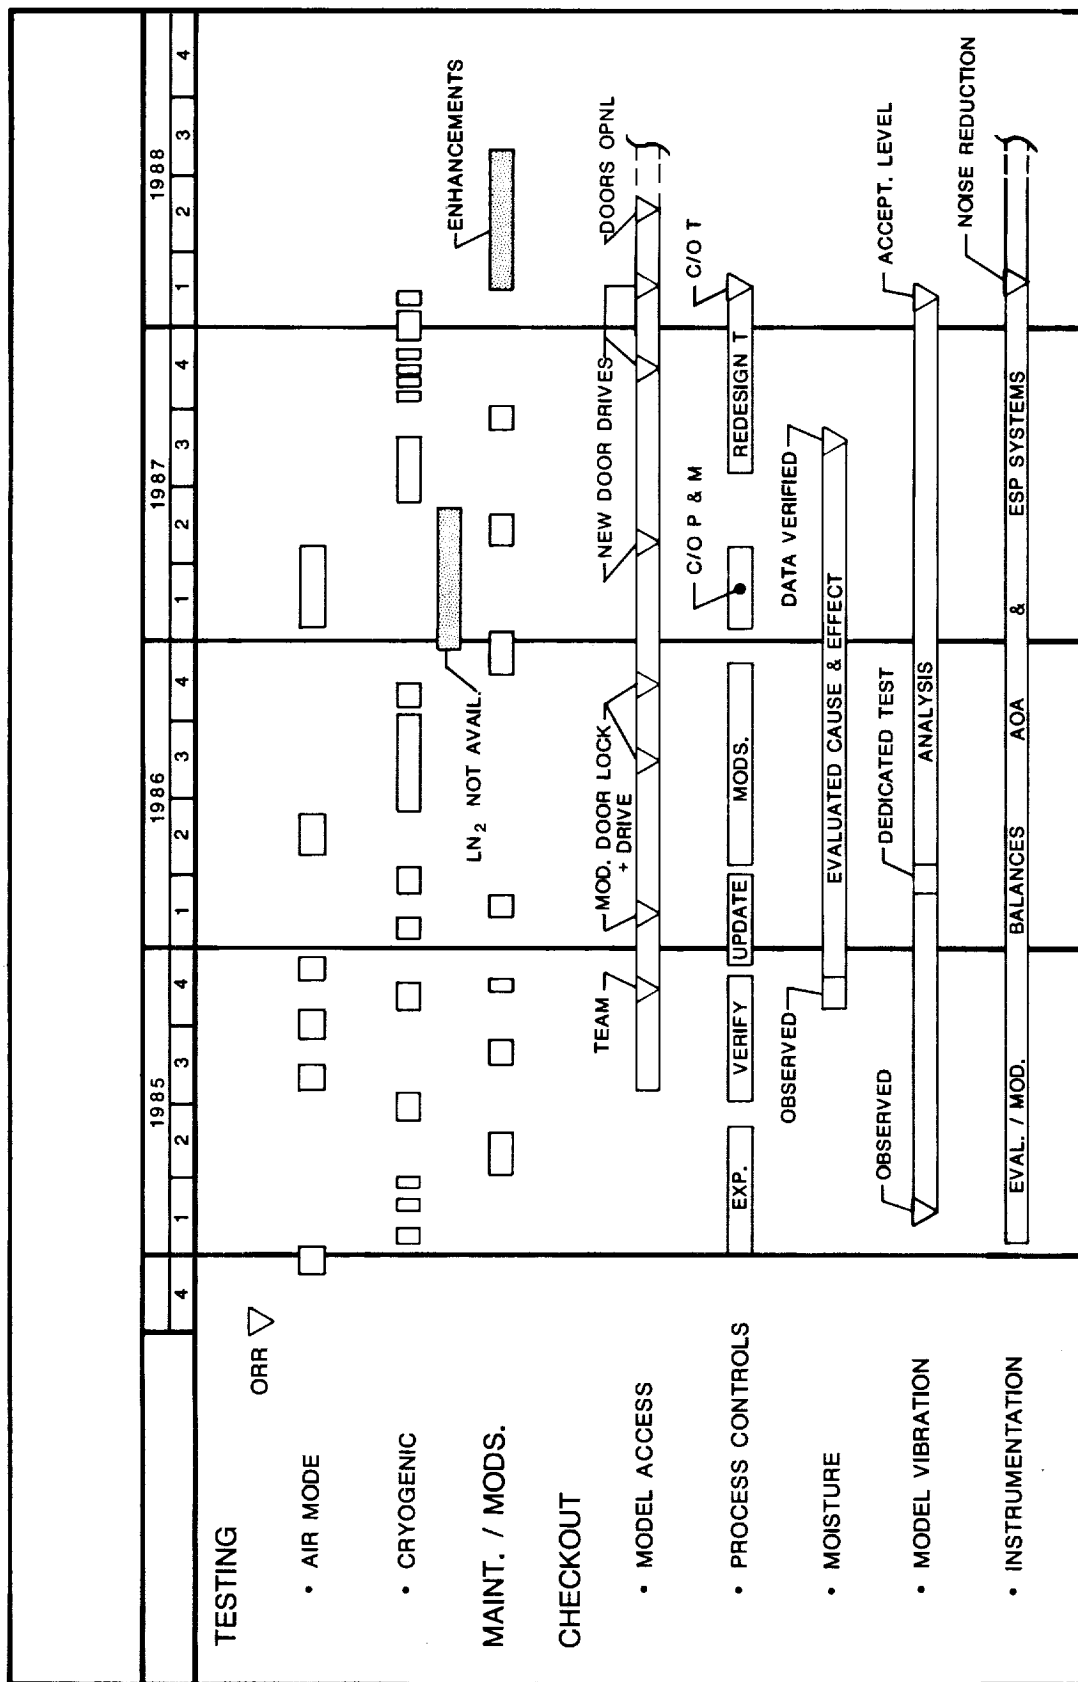 1985 1986 1987 1988
4 1 2 3 4 1 2 3 4 1 2 3 4 1 2 3 4
TESTING
ORR
• AIR MODE
• CRYOGENIC
LN2 NOT AVAIL.
MAINT. / MODS.
ENHANCEMENTS
CHECKOUT
TEAM
MOD. DOOR LOCK
+ DRIVE
NEW DOOR DRIVES
DOORS OPNL
• MODEL ACCESS
C/O P & M
C/O T
• PROCESS CONTROLS
EXP. VERIFY UPDATE MODS. REDESIGN T
OBSERVED
DATA VERIFIED
• MOISTURE
EVALUATED CAUSE & EFFECT
OBSERVED
DEDICATED TEST
ACCEPT. LEVEL
• MODEL VIBRATION
ANALYSIS
NOISE REDUCTION
• INSTRUMENTATION
EVAL. / MOD. BALANCES AOA & ESP SYSTEMS